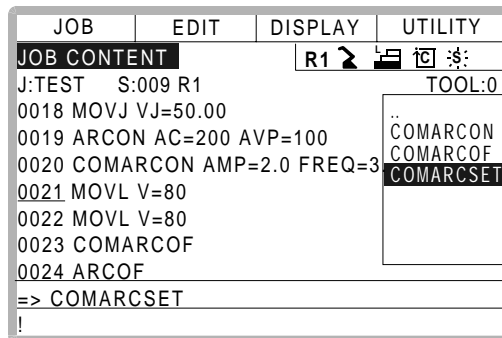 JOB EDIT DISPLAY UTILITY
JOB CONTENT R1 C S
J:TEST S:009 R1 TOOL:0
0018 MOVJ VJ=50.00
0019 ARCON AC=200 AVP=100
0020 COMARCON AMP=2.0 FREQ=3
0021 MOVL V=80
0022 MOVL V=80
0023 COMARCOF
0024 ARCOF
..
COMARCON
COMARCOF
COMARCSET
=> COMARCSET
!